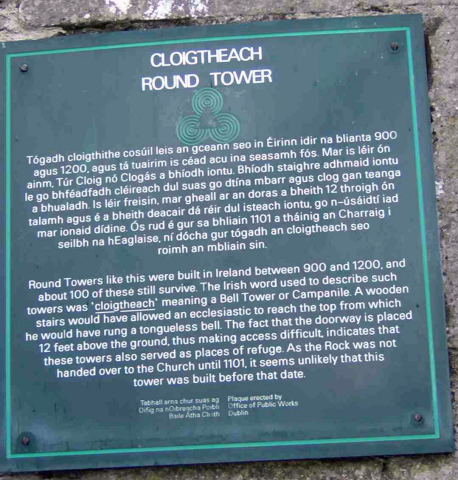 CLOIGTHEACH
ROUND TOWER
Tógadh cloigthithe cosúil leis an gceann seo in Éirinn idir na blianta 900
agus 1200, agus tá tuairim is céad acu ina seasamh fós. Mar is léir ón
ainm, Túr Cloig nó Clogás a bhíodh iontu. Bhíodh staighre adhmaid iontu
le go bhféadfadh cléireach dul suas go dtína mbarr agus clog gan teanga
a bhualadh. Is léir freisin, mar gheall ar an doras a bheith 12 throigh ón
talamh agus é a bheith deacair dá réir dul isteach iontu, go n-úsáidtí iad
mar ionaid dídine. Ós rud é gur sa bhliain 1101 a tháinig an Charraig i
seilbh na hEaglaise, ní dócha gur tógadh an cloigtheach seo
roimh an mbliain sin.
Round Towers like this were built in Ireland between 900 and 1200, and
about 100 of these still survive. The Irish word used to describe such
towers was 'cloigtheach' meaning a Bell Tower or Campanile. A wooden
stairs would have allowed an ecclesiastic to reach the top from which
he would have rung a tongueless bell. The fact that the doorway is placed
12 feet above the ground, thus making access difficult, indicates that
these towers also served as places of refuge. As the Rock was not
handed over to the Church until 1101, it seems unlikely that this
tower was built before that date.
Tabhall arna chur suas ag
Oifig na nOibreacha Poiblí
Baile Átha Cliath
Plaque erected by
Office of Public Works
Dublin